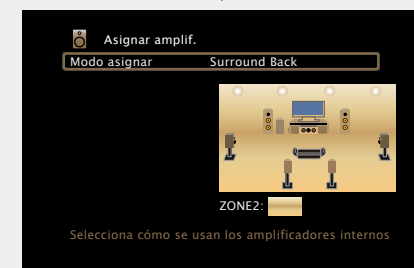 Asignar amplif.
Modo asignar Surround Back
ZONE2:
Selecciona cómo se usan los amplificadores internos